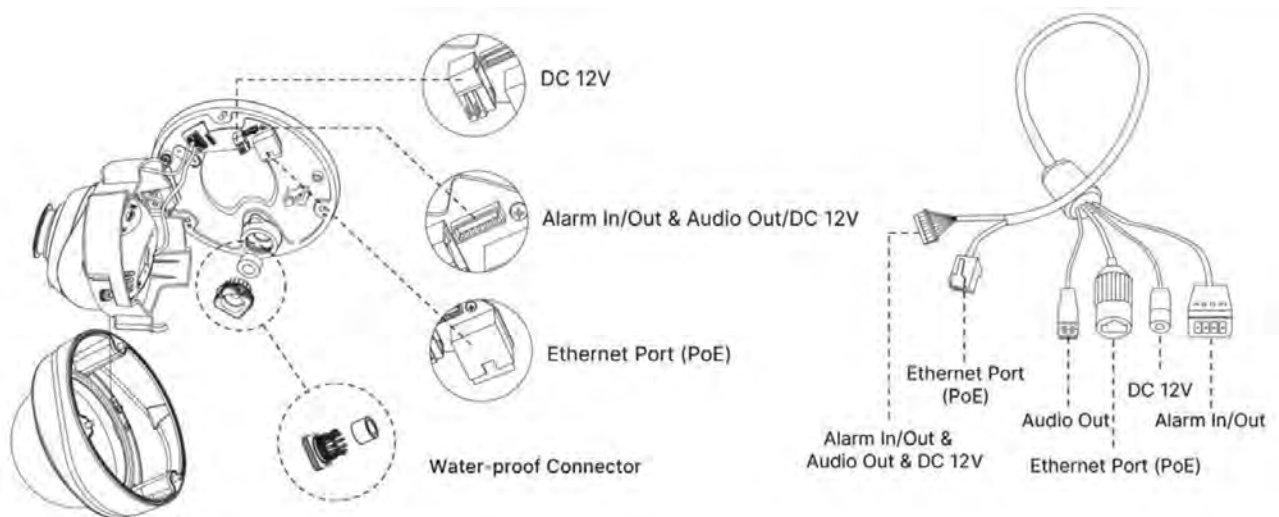 DC 12V
Alarm In/Out & Audio Out/DC 12V
Ethernet Port (PoE)
Water-proof Connector
Ethernet Port
(PoE)
DC 12V
Audio Out
Alarm In/Out
Alarm In/Out &
Audio Out & DC 12V
Ethernet Port (PoE)